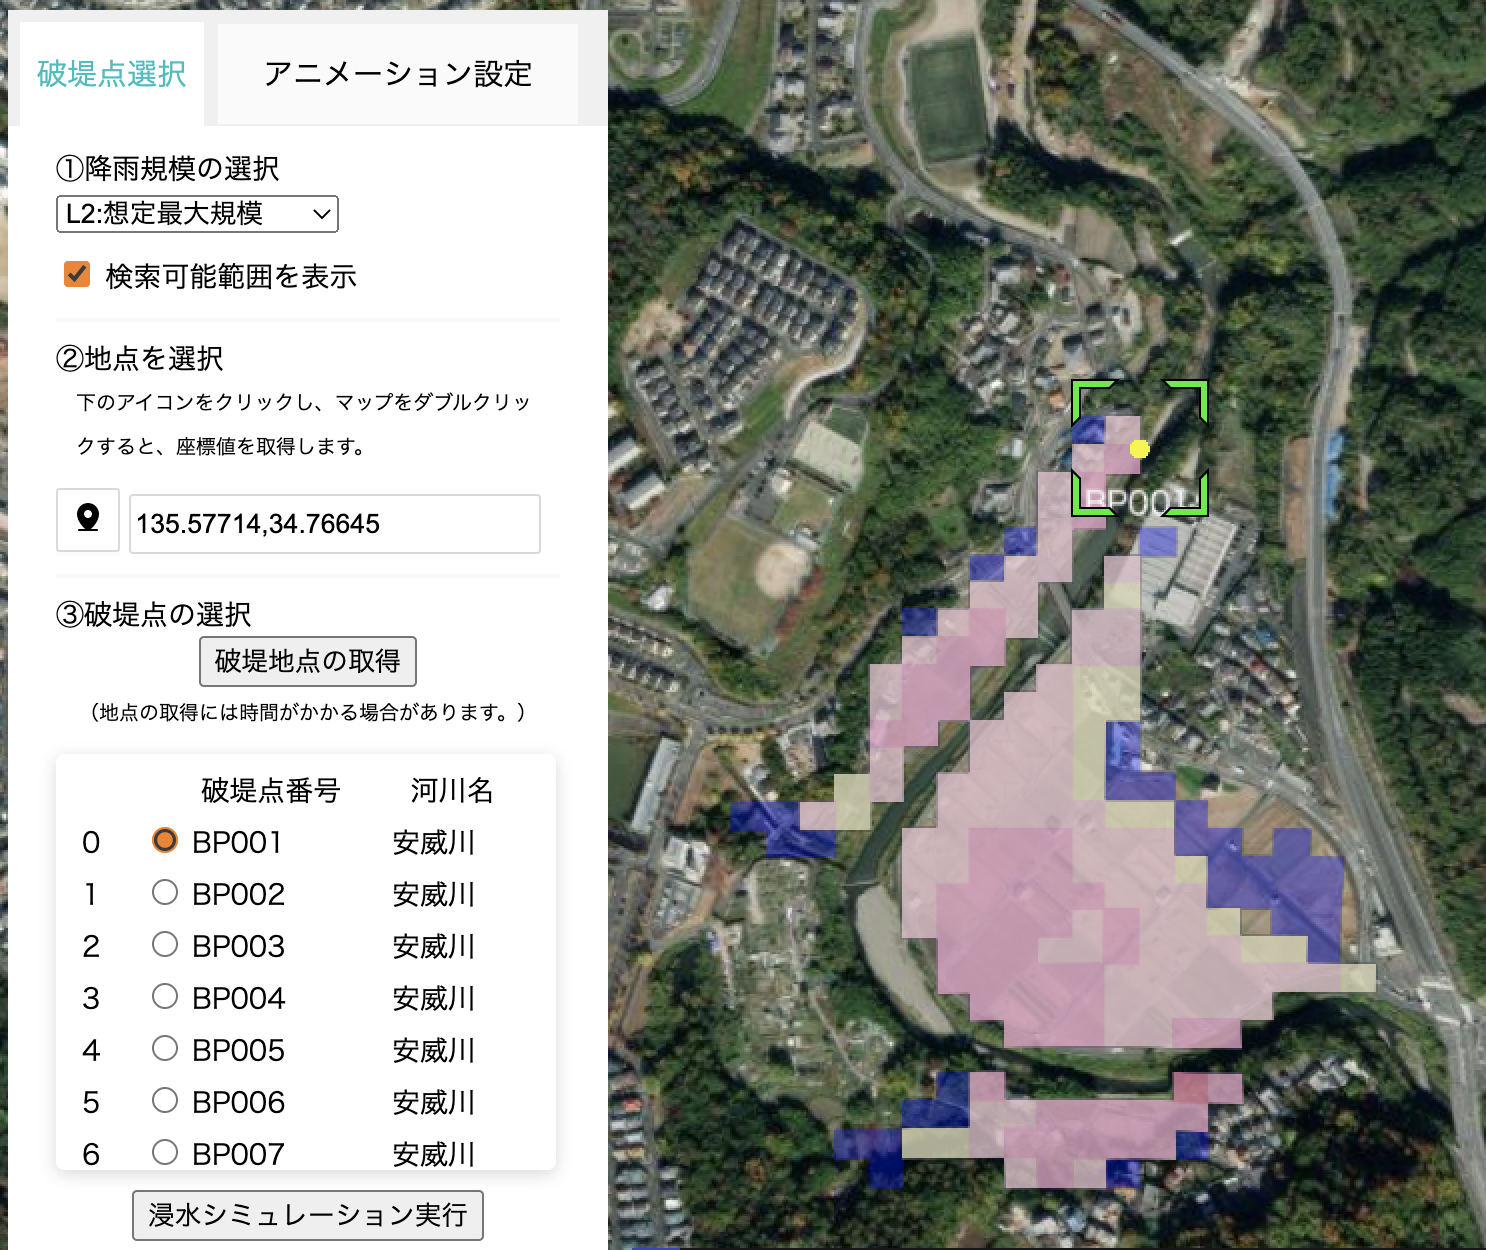 破堤点選択
アニメーション設定
①降雨規模の選択
L2:想定最大規模
検索可能範囲を表示
②地点を選択
下のアイコンをクリックし、マップをダブルクリッ
クすると、座標値を取得します。
135.57714,34.76645
③破堤点の選択
破堤地点の取得
（地点の取得には時間がかかる場合があります。）
破堤点番号 河川名
0 BP001 安威川
1 BP002 安威川
2 BP003 安威川
3 BP004 安威川
4 BP005 安威川
5 BP006 安威川
6 BP007 安威川
浸水シミュレーション実行
BP001